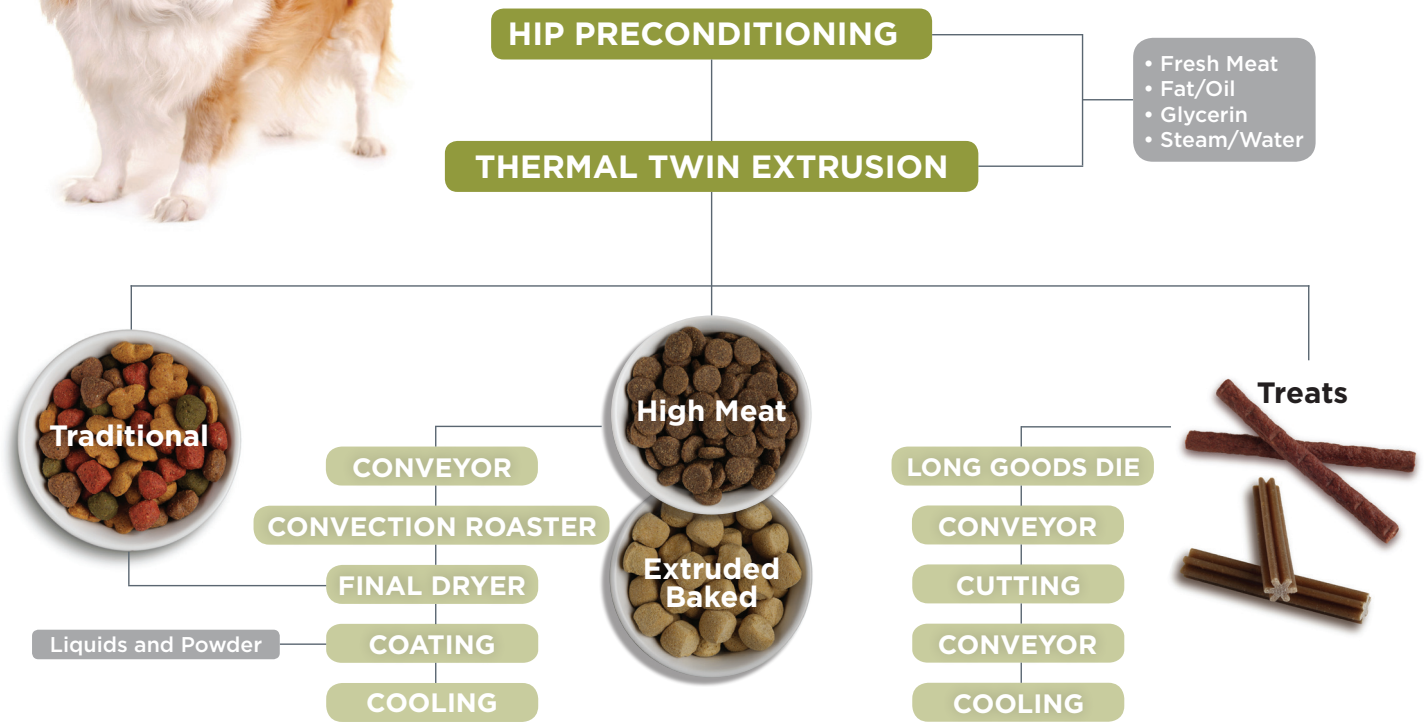 HIP PRECONDITIONING
• Fresh Meat
• Fat/Oil
• Glycerin
• Steam/Water
THERMAL TWIN EXTRUSION
Traditional
High Meat
Extruded
Baked
Treats
CONVEYOR
CONVECTION ROASTER
FINAL DRYER
Liquids and Powder
COATING
COOLING
LONG GOODS DIE
CONVEYOR
CUTTING
CONVEYOR
COOLING